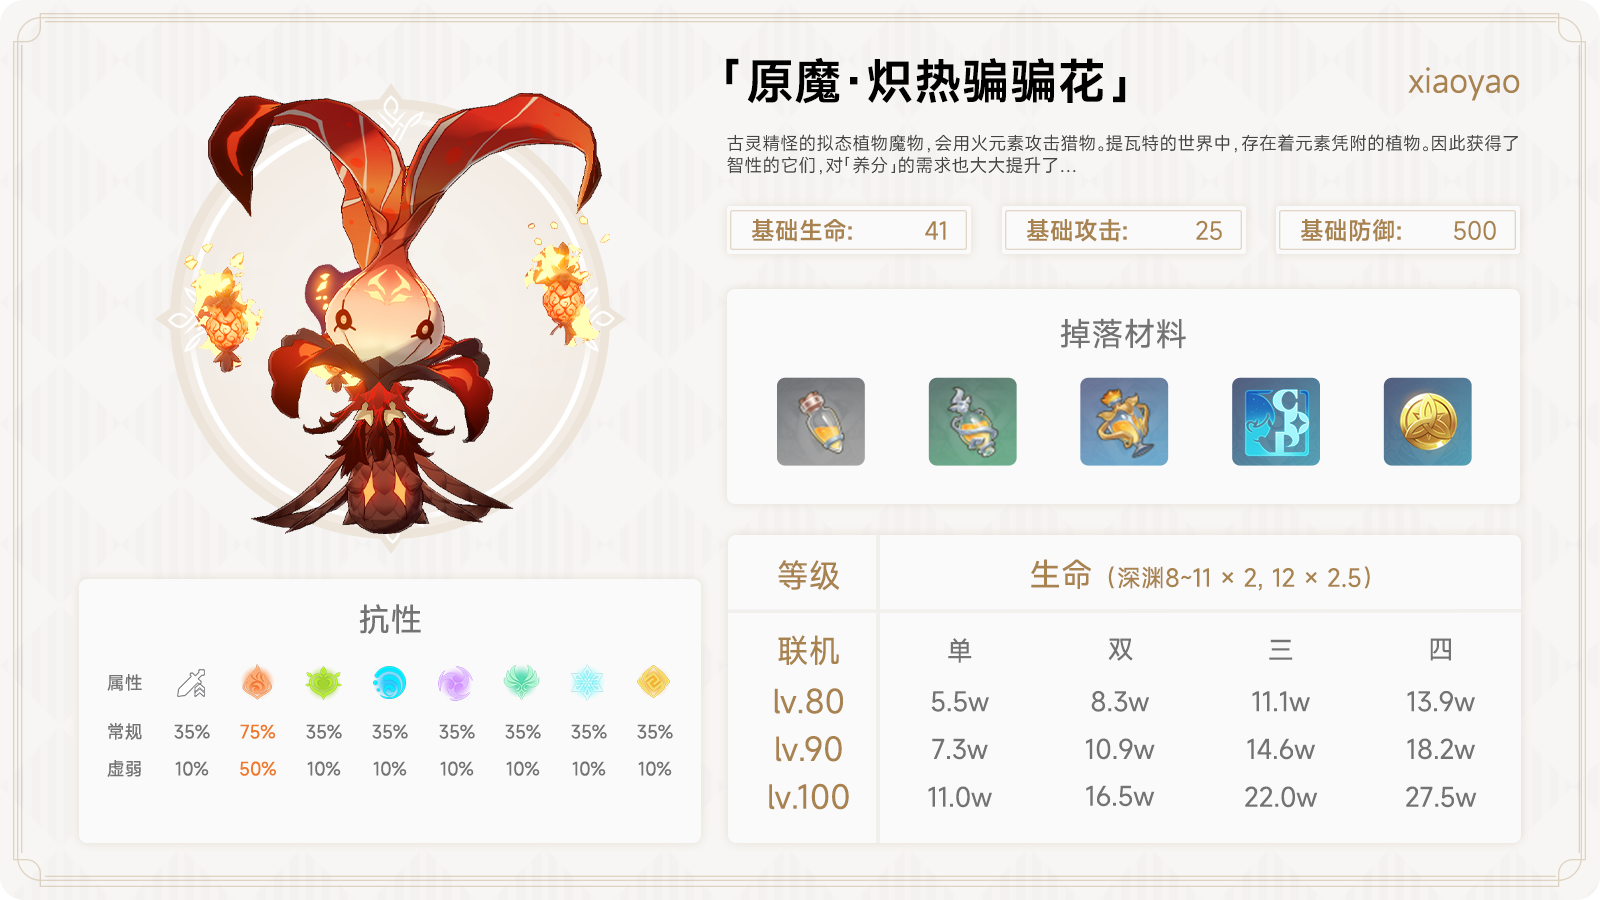 「原魔·炽热骗骗花」
xiaoyao
古灵精怪的拟态植物魔物,会用火元素攻击猎物。提瓦特的世界中,存在着元素凭附的植物。因此获得了
智性的它们,对「养分」的需求也大大提升了...
基础生命: 41 基础攻击: 25 基础防御: 500
掉落材料
抗性
属性
常规 35% 75% 35% 35% 35% 35% 35% 35%
虚弱 10% 50% 10% 10% 10% 10% 10% 10%
等级 生命(深渊8~11 × 2, 12 × 2.5)
联机 单 双 三 四
lv.80 5.5w 8.3w 11.1w 13.9w
lv.90 7.3w 10.9w 14.6w 18.2w
lv.100 11.0w 16.5w 22.0w 27.5w